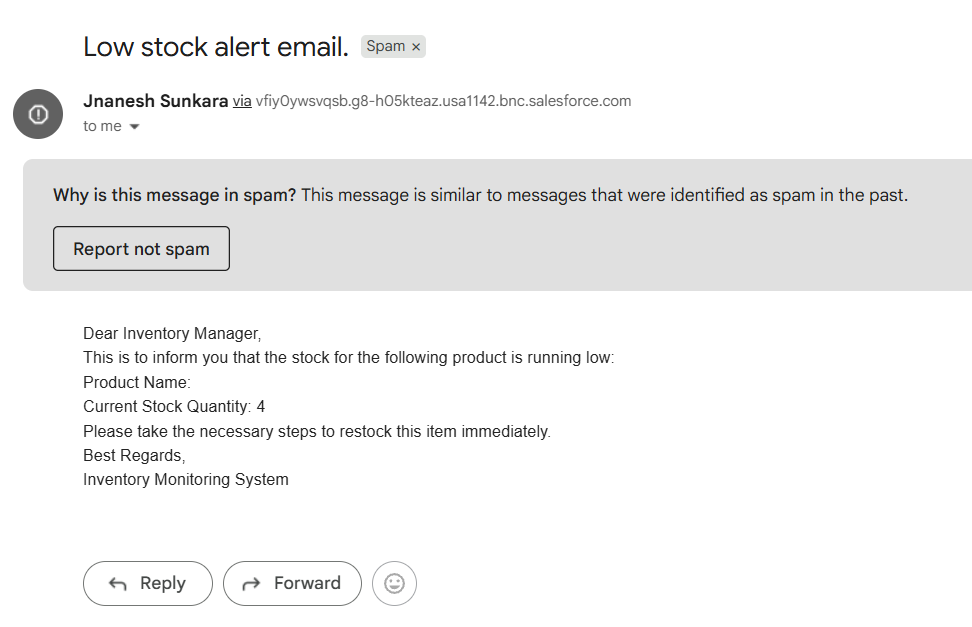 Low stock alert email. Spam ×
Jnanesh Sunkara via vfiy0ywsvqsb.g8-h05kteaz.usa1142.bnc.salesforce.com
to me
Why is this message in spam? This message is similar to messages that were identified as spam in the past.
Report not spam
Dear Inventory Manager,
This is to inform you that the stock for the following product is running low:
Product Name:
Current Stock Quantity: 4
Please take the necessary steps to restock this item immediately.
Best Regards,
Inventory Monitoring System
Reply Forward